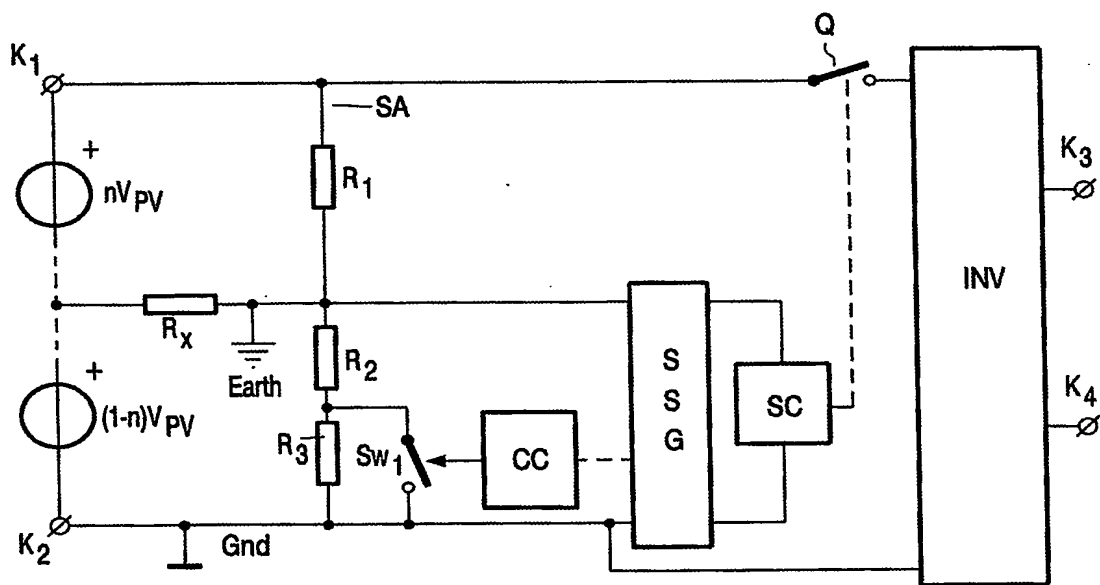 K1
Q
SA
+
nVPV
R1
K3
INV
RX
Earth
R2
S
S
G
SC
+
(1-n)VPV
R3
Sw1
CC
K4
K2
Gnd